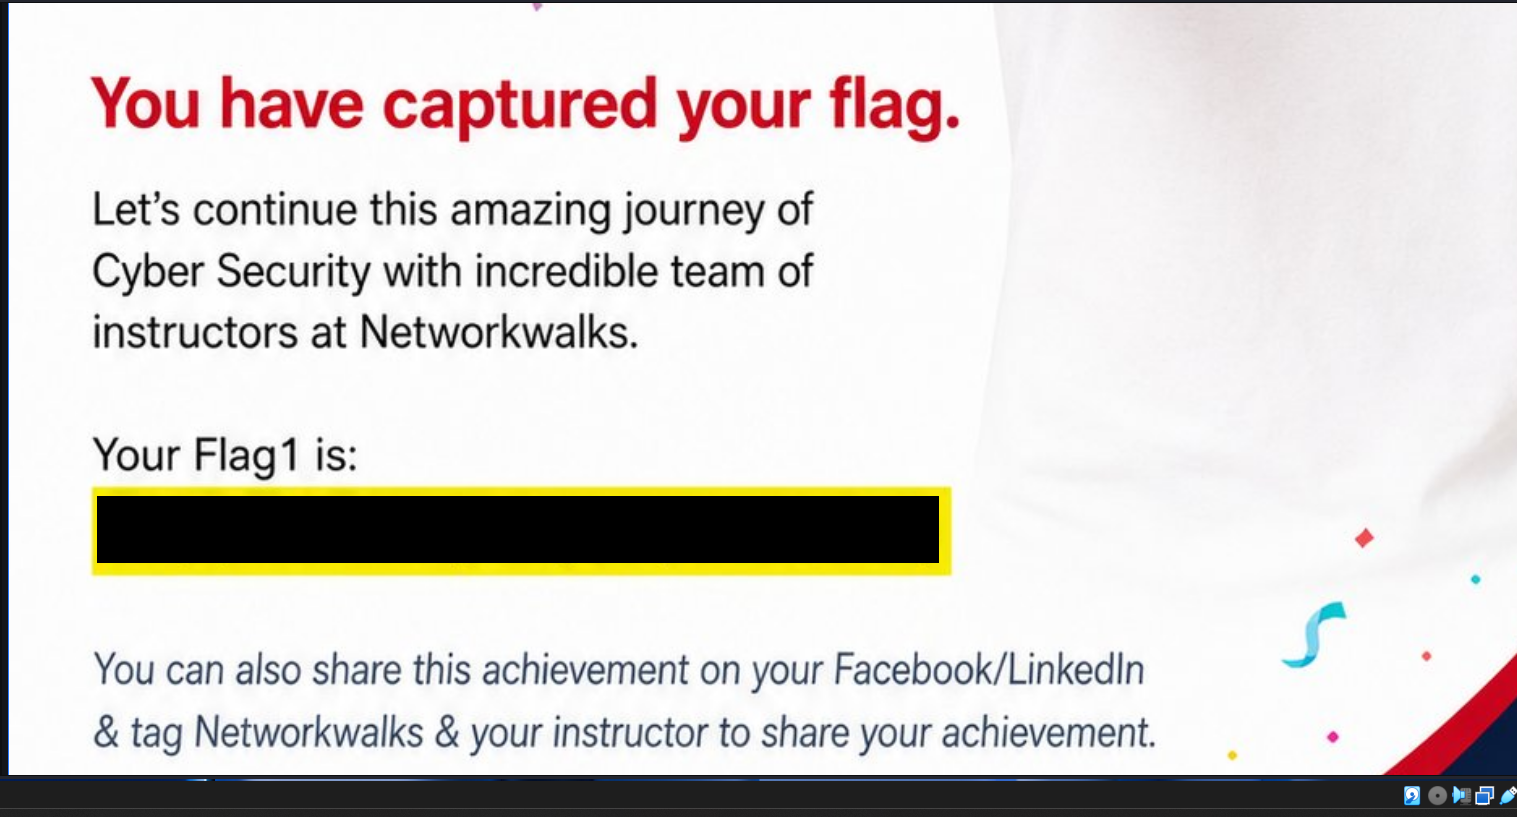 You have captured your flag.
Let's continue this amazing journey of
Cyber Security with incredible team of
instructors at Networkwalks.
Your Flag1 is:
You can also share this achievement on your Facebook/LinkedIn
& tag Networkwalks & your instructor to share your achievement.